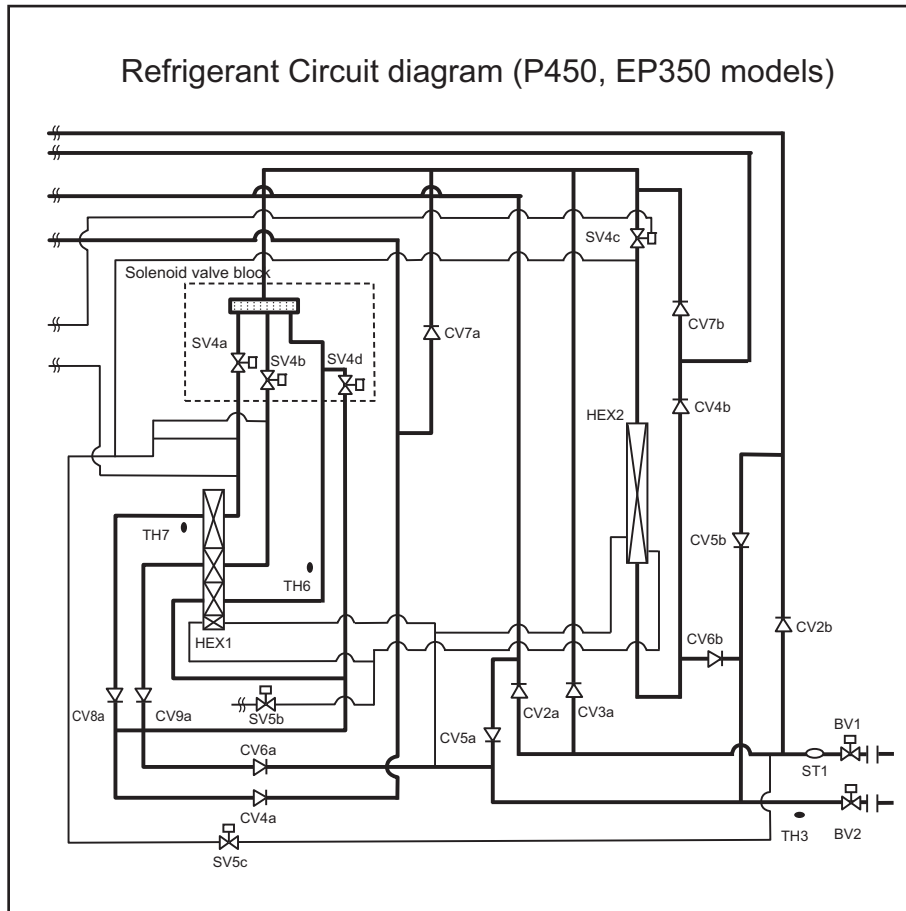 Refrigerant Circuit diagram (P450, EP350 models)
SV4c
Solenoid valve block
CV7a
CV7b
SV4a
SV4b
SV4d
HEX2
CV4b
TH7
CV5b
TH6
HEX1
CV2b
CV6b
CV8a
CV9a
SV5b
CV5a
CV2a
CV3a
BV1
CV6a
ST1
CV4a
SV5c
TH3
BV2